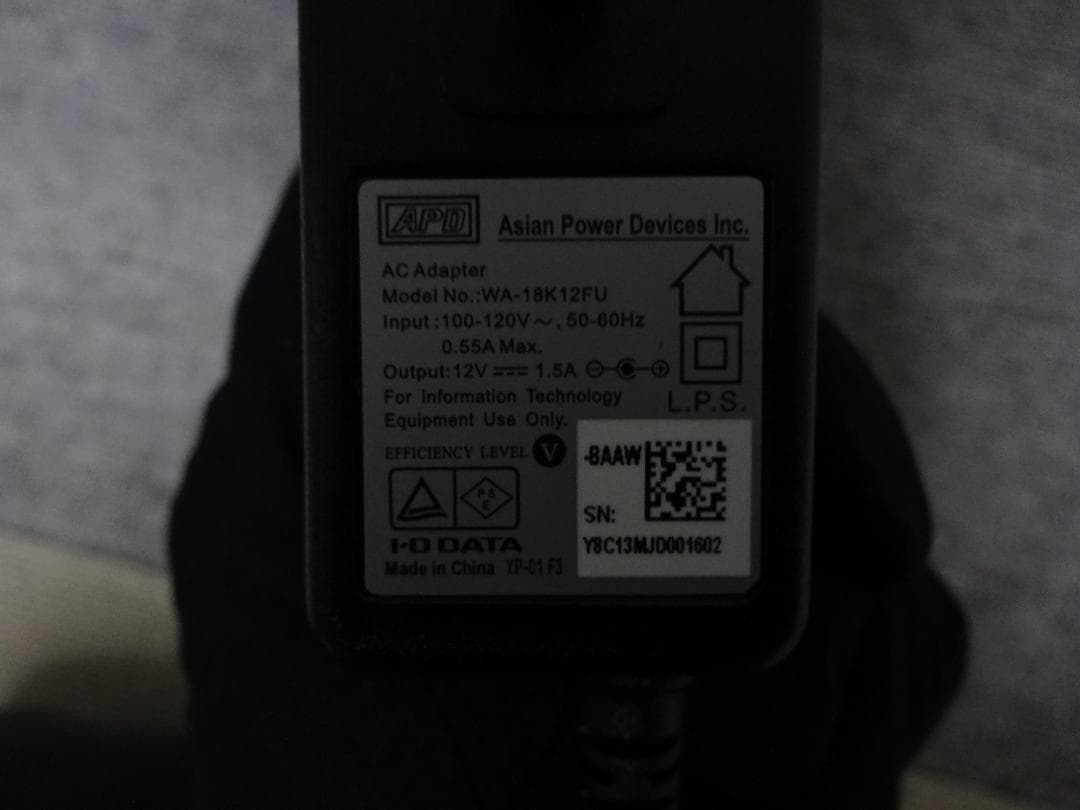 APD Asian Power Devices Inc.
AC Adapter
Model No.:WA-18K12FU
Input:100-120V～, 50-60Hz
0.55A Max.
Output:12V ⎓ 1.5A
For Information Technology
Equipment Use Only.
L.P.S.
EFFICIENCY LEVEL V
PS
E
I-O DATA
Made in China YP-01 F3
-8AAW
SN:
Y8C13MJD001602